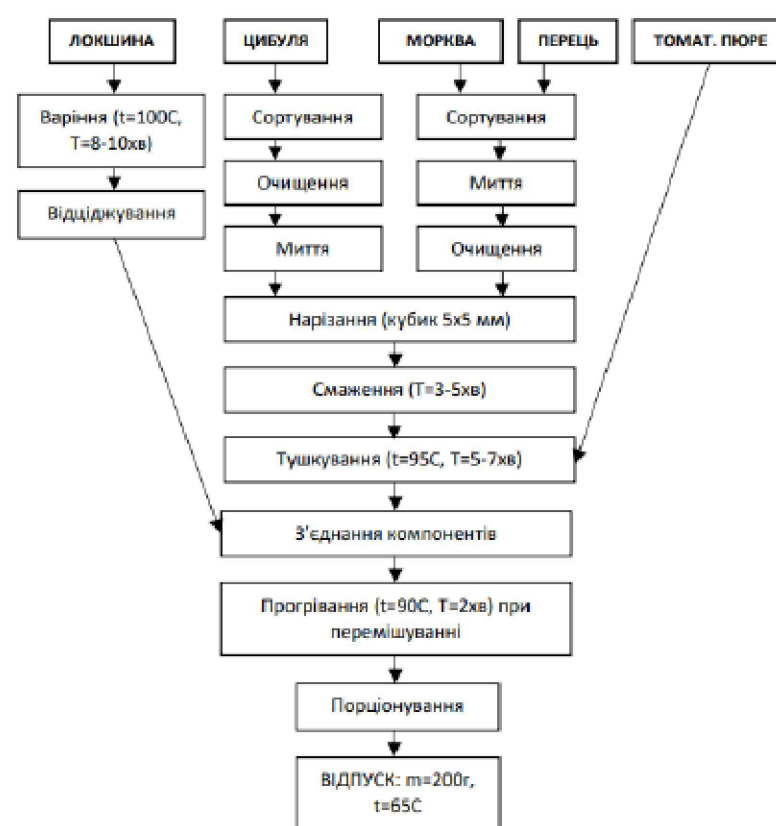 ЛОКШИНА
ЦИБУЛЯ
МОРКВА
ПЕРЕЦЬ
ТОМАТ. ПЮРЕ
Варіння (t=100С,
Т=8-10хв)
Сортування
Сортування
Відціджування
Очищення
Миття
Миття
Очищення
Нарізання (кубик 5х5 мм)
Смаження (Т=3-5хв)
Тушкування (t=95С, Т=5-7хв)
З'єднання компонентів
Прогрівання (t=90С, Т=2хв) при
перемішуванні
Порціонування
ВІДПУСК: m=200г,
t=65С